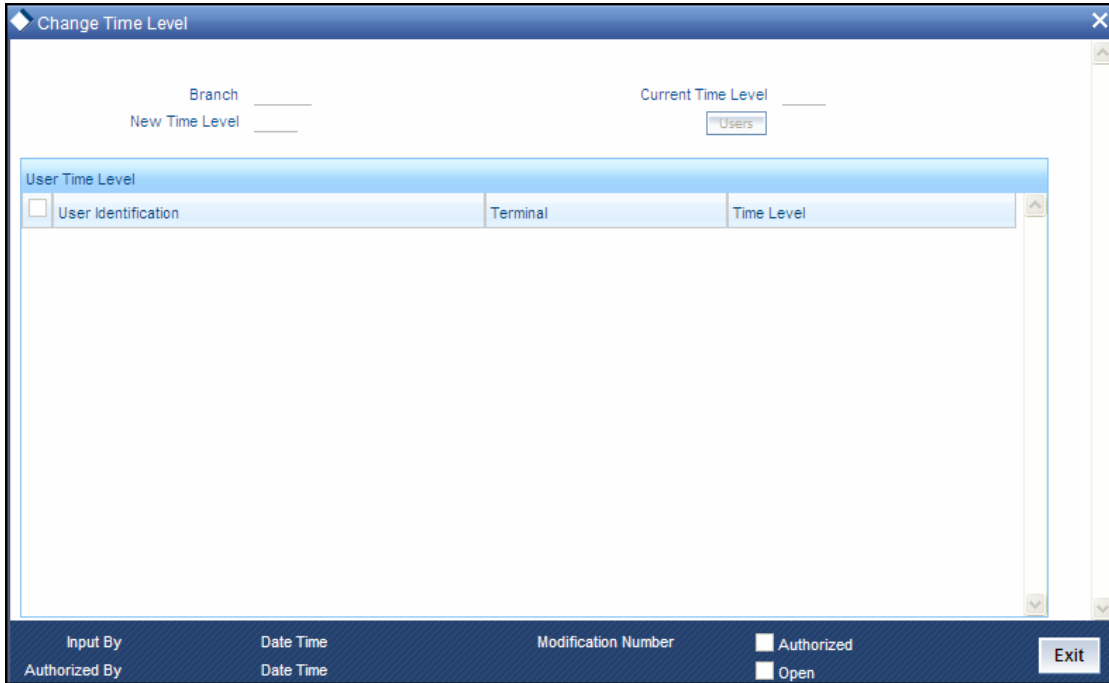 Change Time Level
Branch
Current Time Level
New Time Level
Users
User Time Level
User Identification Terminal Time Level
Input By Date Time Modification Number Authorized
Authorized By Date Time Open
Exit